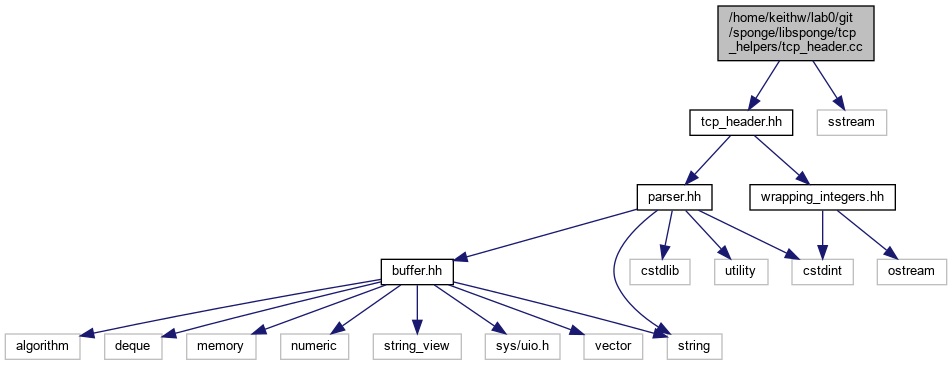 /home/keithw/lab0/git
/sponge/libsponge/tcp
_helpers/tcp_header.cc
tcp_header.hh
sstream
parser.hh
wrapping_integers.hh
buffer.hh
cstdlib
utility
cstdint
ostream
algorithm
deque
memory
numeric
string_view
sys/uio.h
vector
string